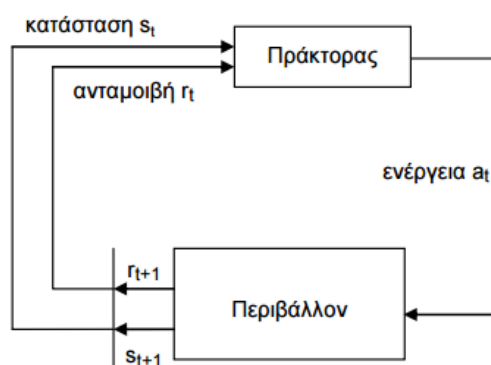 κατάσταση st
Πράκτορας
ανταμοιβή rt
ενέργεια at
rt+1
Περιβάλλον
st+1